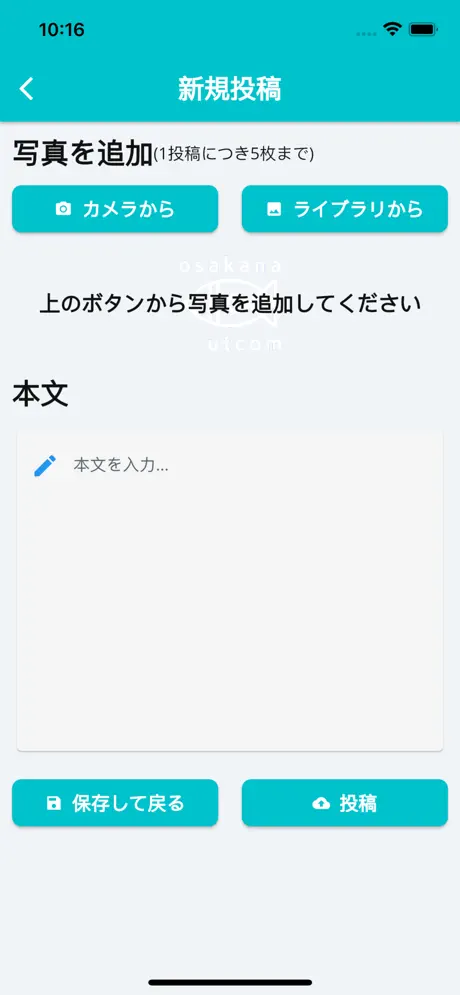 10:16
新規投稿
写真を追加(1投稿につき5枚まで)
カメラから
ライブラリから
osakana
上のボタンから写真を追加してください
uicom
本文
本文を入力...
保存して戻る
投稿